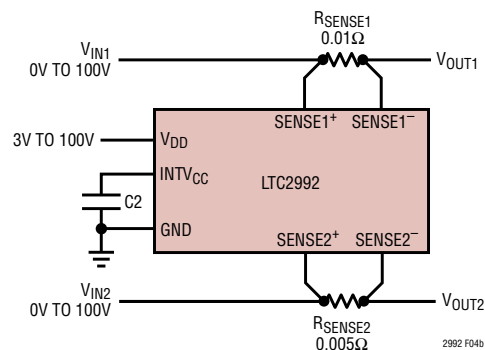 RSENSE1
0.01Ω
VIN1
0V TO 100V
VOUT1
SENSE1+
SENSE1−
3V TO 100V
VDD
INTVCC
LTC2992
C2
GND
SENSE2+
SENSE2−
VIN2
0V TO 100V
VOUT2
RSENSE2
0.005Ω
2992 F04b